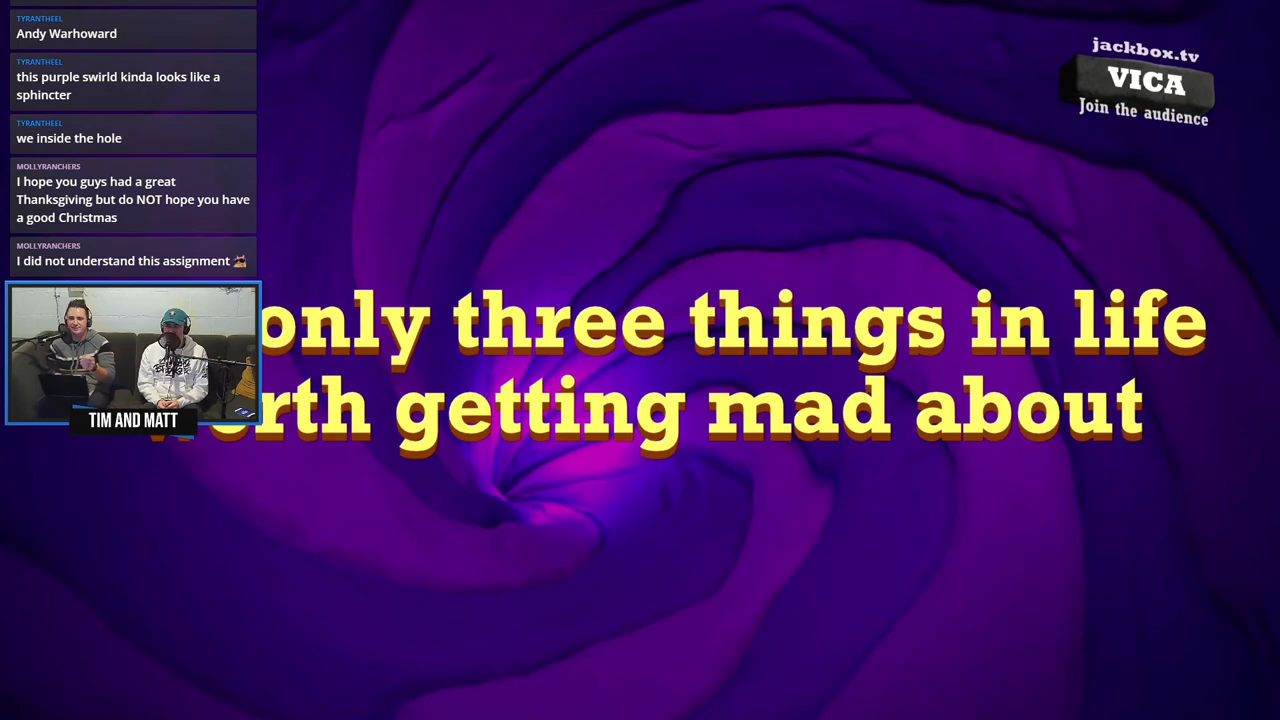 TYRANTHEEL
Andy Warhoward
TYRANTHEEL
this purple swirld kinda looks like a
sphincter
TYRANTHEEL
we inside the hole
MOLLYRANCHERS
I hope you guys had a great
Thanksgiving but do NOT hope you have
a good Christmas
MOLLYRANCHERS
I did not understand this assignment
jackbox.tv
VICA
Join the audience
only three things in life
orth getting mad about
TIM AND MATT